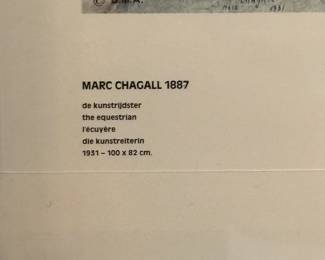 MARC CHAGALL 1887
de kunstrijdster
the equestrian
l'écuyère
die kunstreiterin
1931 – 100 x 82 cm.